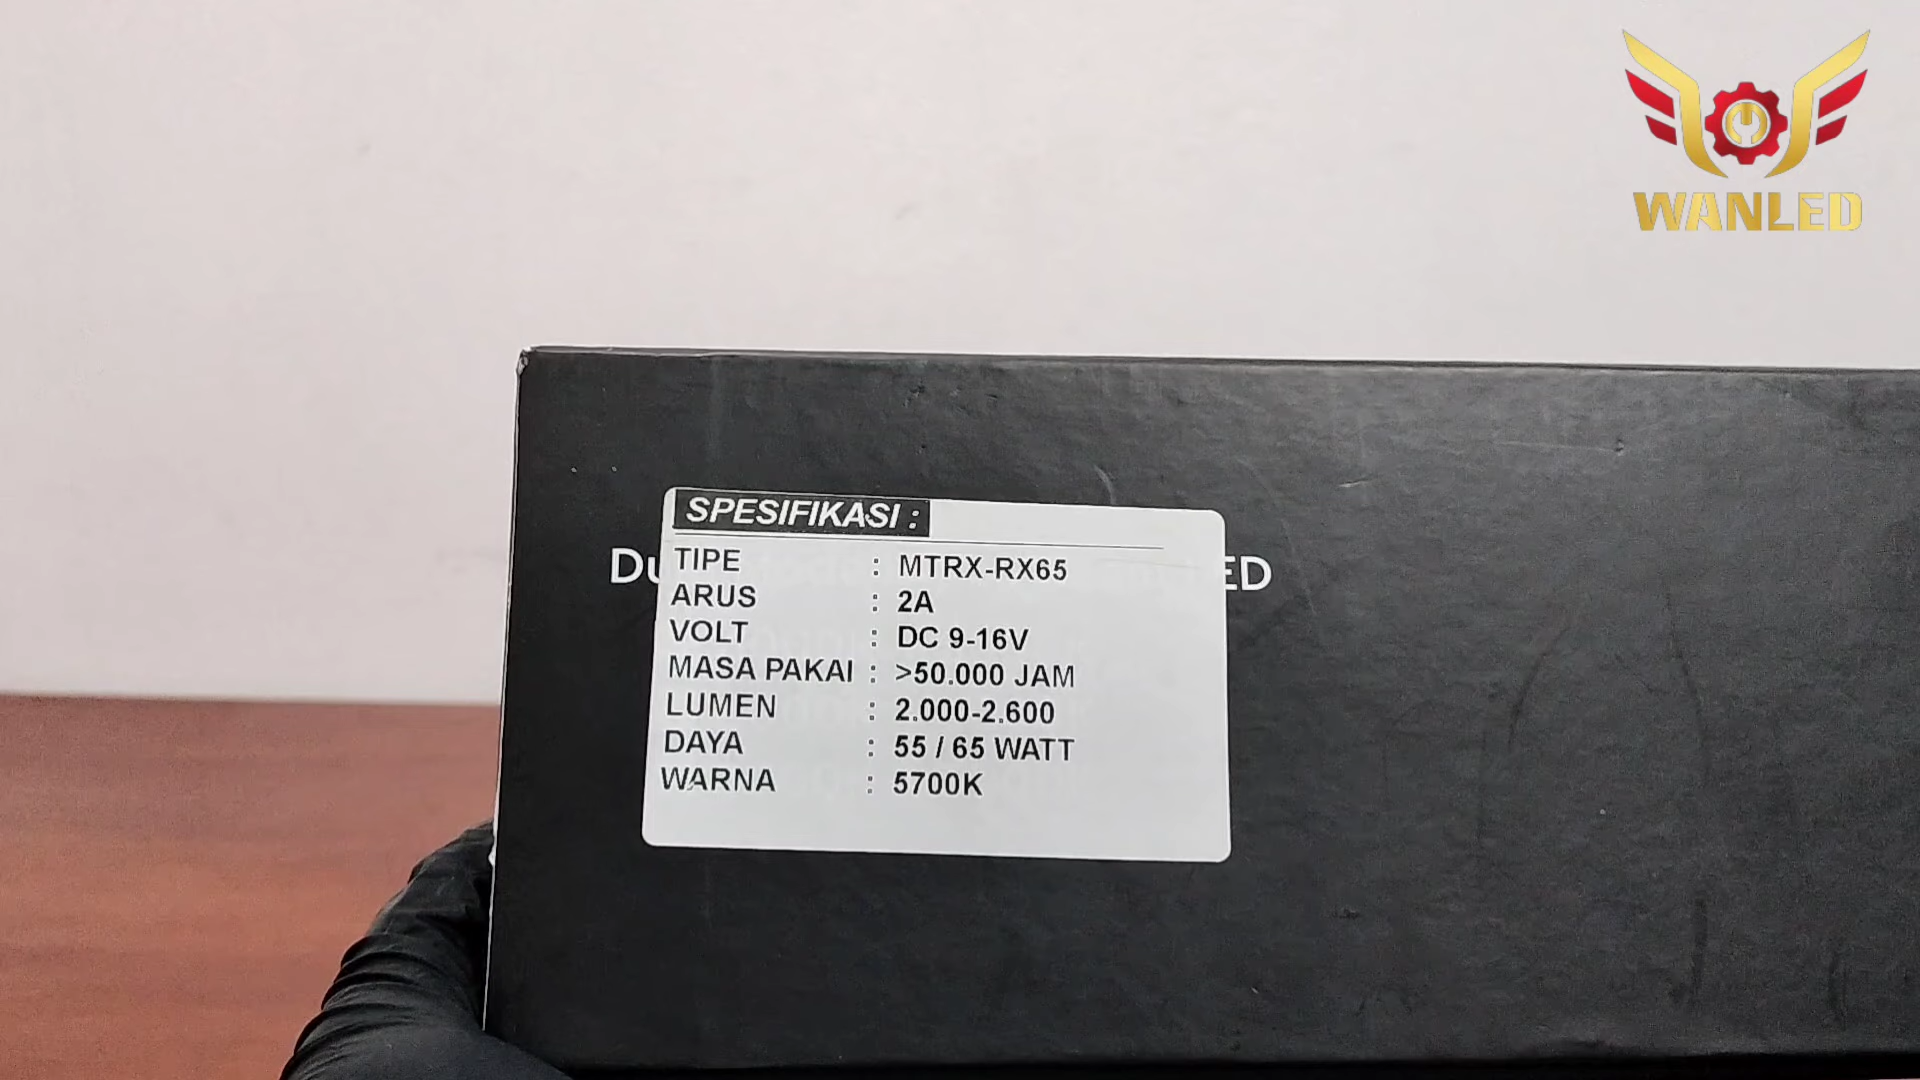 WANLED
SPESIFIKASI :
TIPE : MTRX-RX65
ARUS : 2A
VOLT : DC 9-16V
MASA PAKAI : >50.000 JAM
LUMEN : 2.000-2.600
DAYA : 55 / 65 WATT
WARNA : 5700K